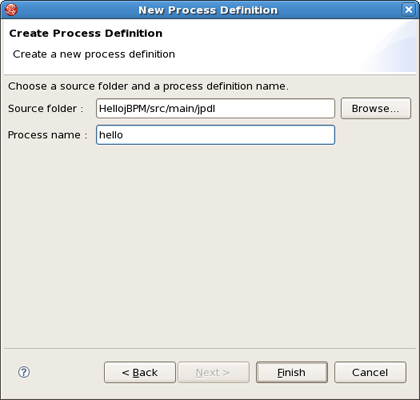 New Process Definition
Create Process Definition
Create a new process definition
Choose a source folder and a process definition name.
Source folder : HellojBPM/src/main/jpdl Browse...
Process name : hello
? < Back Next > Finish Cancel